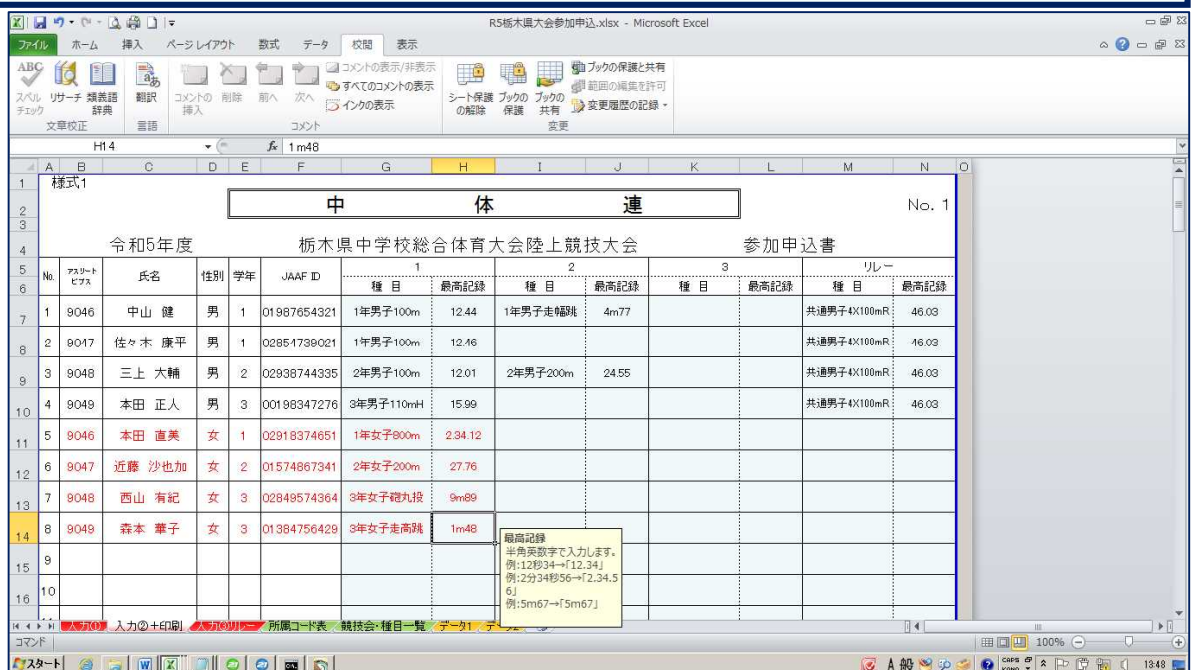 R5栃木県大会参加申込.xlsx - Microsoft Excel
ファイル ホーム 挿入 ページ レイアウト 数式 データ 校閲 表示
ABC
スペル チェック リサーチ 類義語 辞典 翻訳 コメントの 挿入 削除 前へ 次へ コメントの表示/非表示 シート保護 の解除 ブックの 保護 ブックの 共有 ブックの保護と共有
すべてのコメントの表示 範囲の編集を許可
インクの表示 変更履歴の記録
文章校正 言語 コメント 変更
H14 fx 1m48
A B C D E F G H I J K L M N O
1 様式1
2 中 体 連 No. 1
3
4 令和5年度 栃木県中学校総合体育大会陸上競技大会 参加申込書
5 No. アスリート ビブス 氏名 性別 学年 JAAF ID 1 2 3 リレー
6 種 目 最高記録 種 目 最高記録 種 目 最高記録 種 目 最高記録
7 1 9046 中山 健 男 1 01987654321 1年男子100m 12.44 1年男子走幅跳 4m77 共通男子4X100mR 46.03
8 2 9047 佐々木 康平 男 1 02854739021 1年男子100m 12.46 共通男子4X100mR 46.03
9 3 9048 三上 大輔 男 2 02938744335 2年男子100m 12.01 2年男子200m 24.55 共通男子4X100mR 46.03
10 4 9049 本田 正人 男 3 00198347276 3年男子110mH 15.99 共通男子4X100mR 46.03
11 5 9046 本田 直美 女 1 02918374651 1年女子800m 2.34.12
12 6 9047 近藤 沙也加 女 2 01574867341 2年女子200m 27.76
13 7 9048 西山 有紀 女 3 02849574364 3年女子砲丸投 9m89
14 8 9049 森本 華子 女 3 01384756429 3年女子走高跳 1m48
最高記録
半角英数字で入力します。
例:12秒34→「12.34」
例:2分34秒56→「2.34.5
6」
例:5m67→「5m67」
15 9
16 10
入力① 入力②+印刷 入力③リレー 所属コード表 競技会・種目一覧 データ1
コマンド 100%
スタート A 般 CAPS KANA 13:48